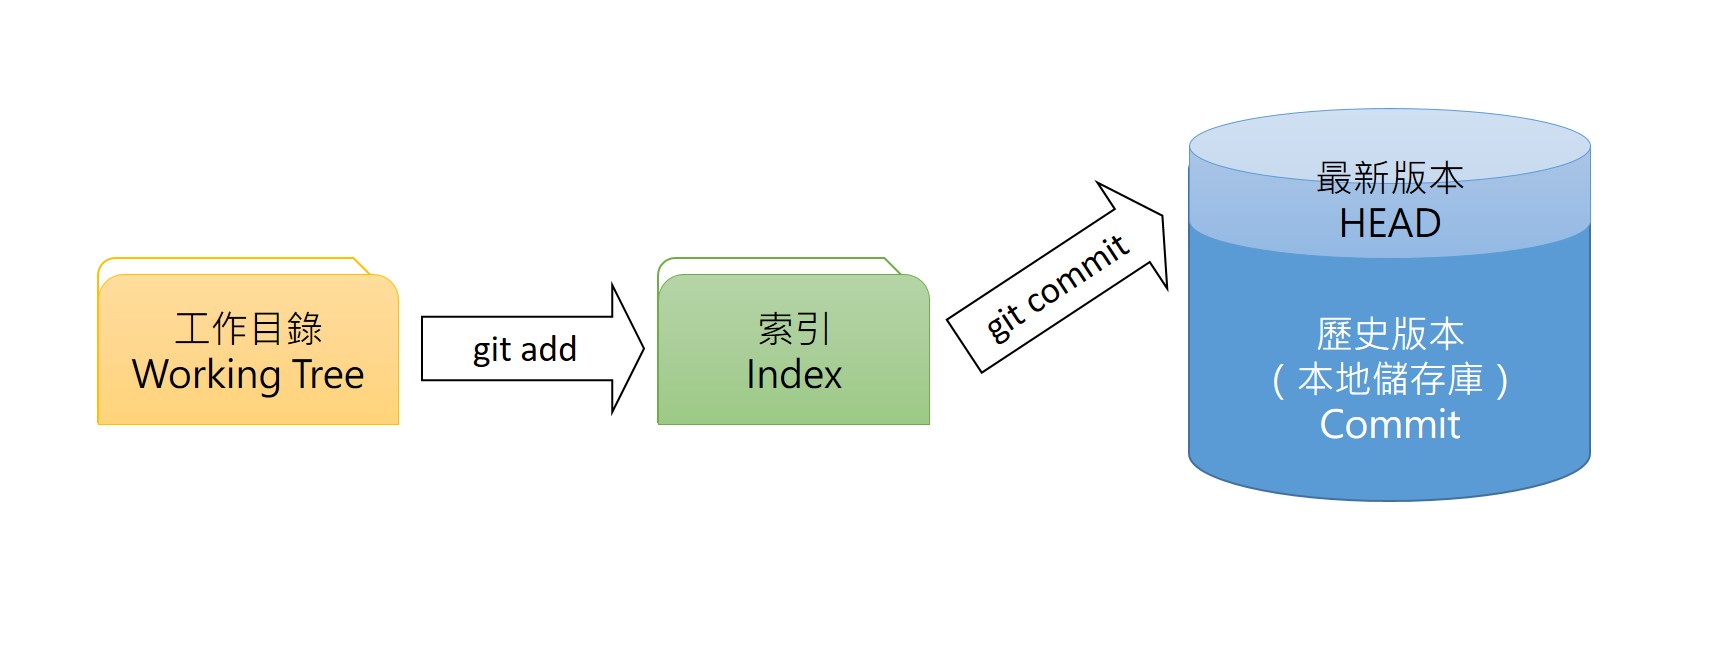 工作目錄
Working Tree
git add
索引
Index
git commit
最新版本
HEAD
歷史版本
（本地儲存庫）
Commit